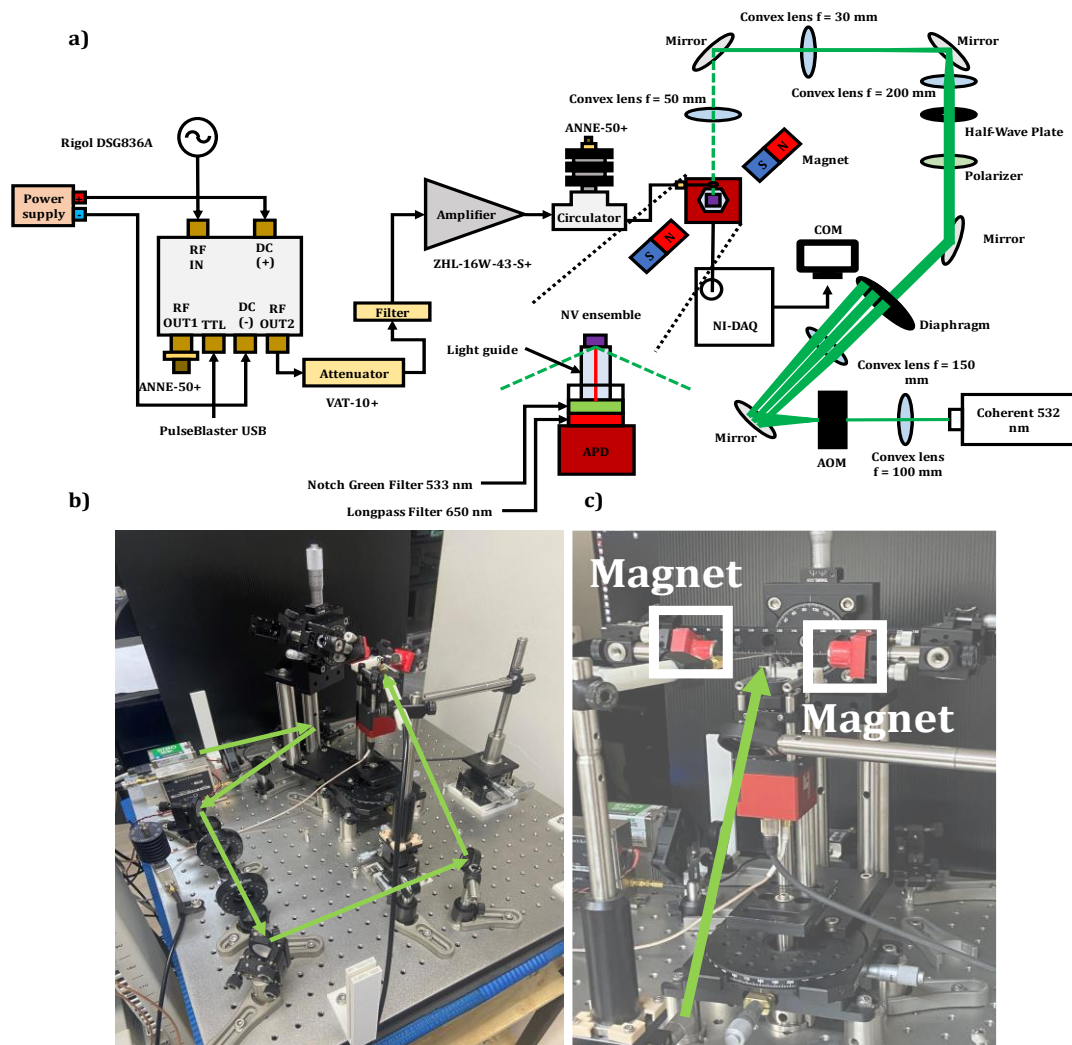 a)
Convex lens f = 30 mm
Mirror
Mirror
Convex lens f = 50 mm
Convex lens f = 200 mm
ANNE-50+
Half-Wave Plate
Rigol DSG836A
N
S
Magnet
Polarizer
Power
supply
+
-
Amplifier
Circulator
COM
Mirror
RF
IN
DC
(+)
ZHL-16W-43-S+
S
N
RF
OUT1
TTL
DC
(-)
RF
OUT2
Filter
NV ensemble
NI-DAQ
Diaphragm
Light guide
ANNE-50+
Attenuator
VAT-10+
Convex lens f = 150
mm
PulseBlaster USB
Mirror
AOM
Convex lens
f = 100 mm
Coherent 532
nm
APD
Notch Green Filter 533 nm
Longpass Filter 650 nm
b)
c)
Magnet
Magnet